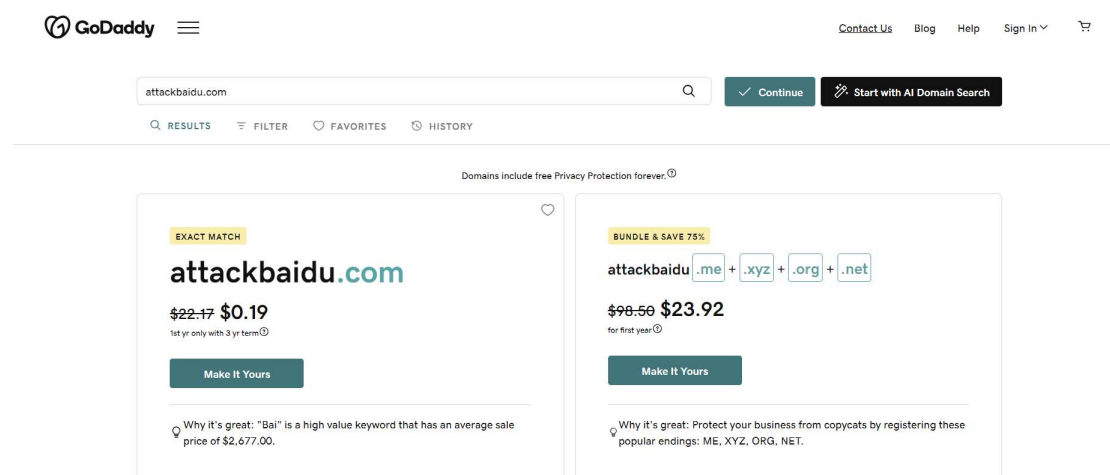 GoDaddy
Contact Us Blog Help Sign In
attackbaidu.com
Continue
Start with AI Domain Search
RESULTS FILTER FAVORITES HISTORY
Domains include free Privacy Protection forever.
EXACT MATCH
attackbaidu.com
$22.17 $0.19
1st yr only with 3 yr term
Make It Yours
Why it's great: "Bai" is a high value keyword that has an average sale
price of $2,677.00.
BUNDLE & SAVE 75%
attackbaidu .me + .xyz + .org + .net
$98.50 $23.92
for first year
Make It Yours
Why it's great: Protect your business from copycats by registering these
popular endings: ME, XYZ, ORG, NET.